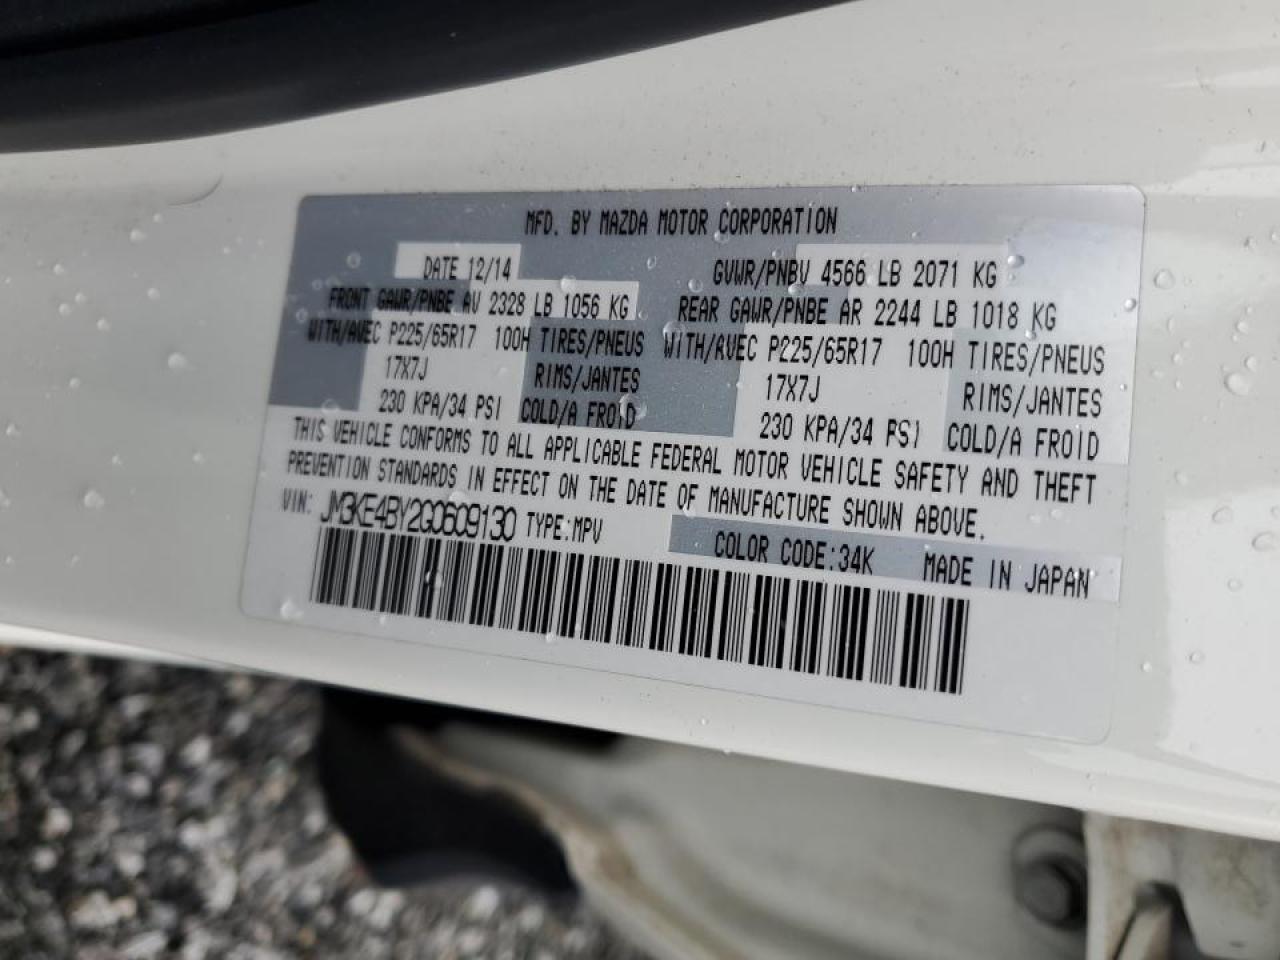 MFD. BY MAZDA MOTOR CORPORATION
DATE 12/14 GVWR/PNBV 4566 LB 2071 KG
FRONT GAWR/PNBE AV 2328 LB 1056 KG REAR GAWR/PNBE AR 2244 LB 1018 KG
WITH/AVEC P225/65R17 100H TIRES/PNEUS WITH/AVEC P225/65R17 100H TIRES/PNEUS
17X7J RIMS/JANTES 17X7J RIMS/JANTES
230 KPA/34 PSI COLD/A FROID 230 KPA/34 PSI COLD/A FROID
THIS VEHICLE CONFORMS TO ALL APPLICABLE FEDERAL MOTOR VEHICLE SAFETY AND THEFT
PREVENTION STANDARDS IN EFFECT ON THE DATE OF MANUFACTURE SHOWN ABOVE.
VIN: JM3KE4BY2G0609130 TYPE:MPV COLOR CODE:34K MADE IN JAPAN